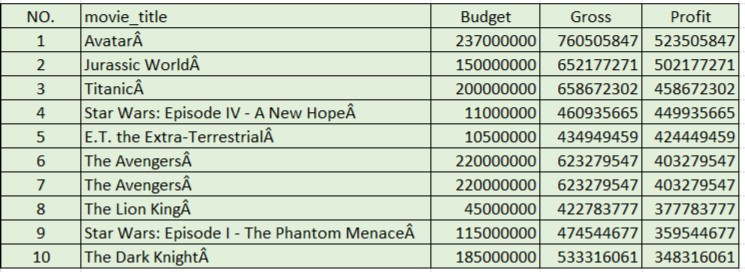 NO. movie_title Budget Gross Profit
1 AvatarÂ 237000000 760505847 523505847
2 Jurassic WorldÂ 150000000 652177271 502177271
3 TitanicÂ 200000000 658672302 458672302
4 Star Wars: Episode IV - A New HopeÂ 11000000 460935665 449935665
5 E.T. the Extra-TerrestrialÂ 10500000 434949459 424449459
6 The AvengersÂ 220000000 623279547 403279547
7 The AvengersÂ 220000000 623279547 403279547
8 The Lion KingÂ 45000000 422783777 377783777
9 Star Wars: Episode I - The Phantom MenaceÂ 115000000 474544677 359544677
10 The Dark KnightÂ 185000000 533316061 348316061